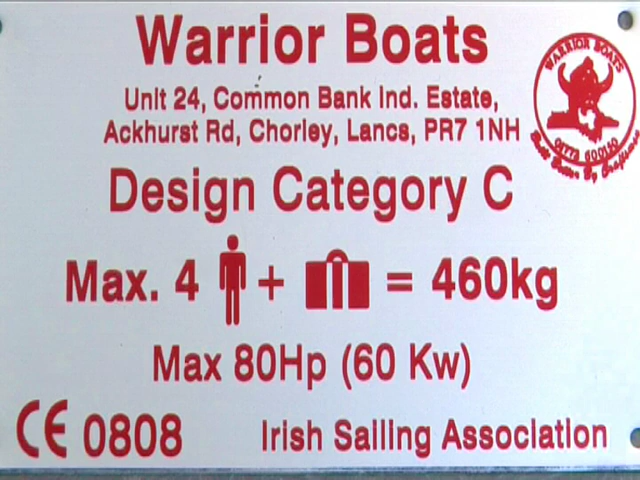 Warrior Boats
Unit 24, Common Bank Ind. Estate,
Ackhurst Rd, Chorley, Lancs, PR7 1NH
WARRIOR BOATS
Design Category C
Max. 4 + = 460kg
Max 80Hp (60 Kw)
CE 0808
Irish Sailing Association